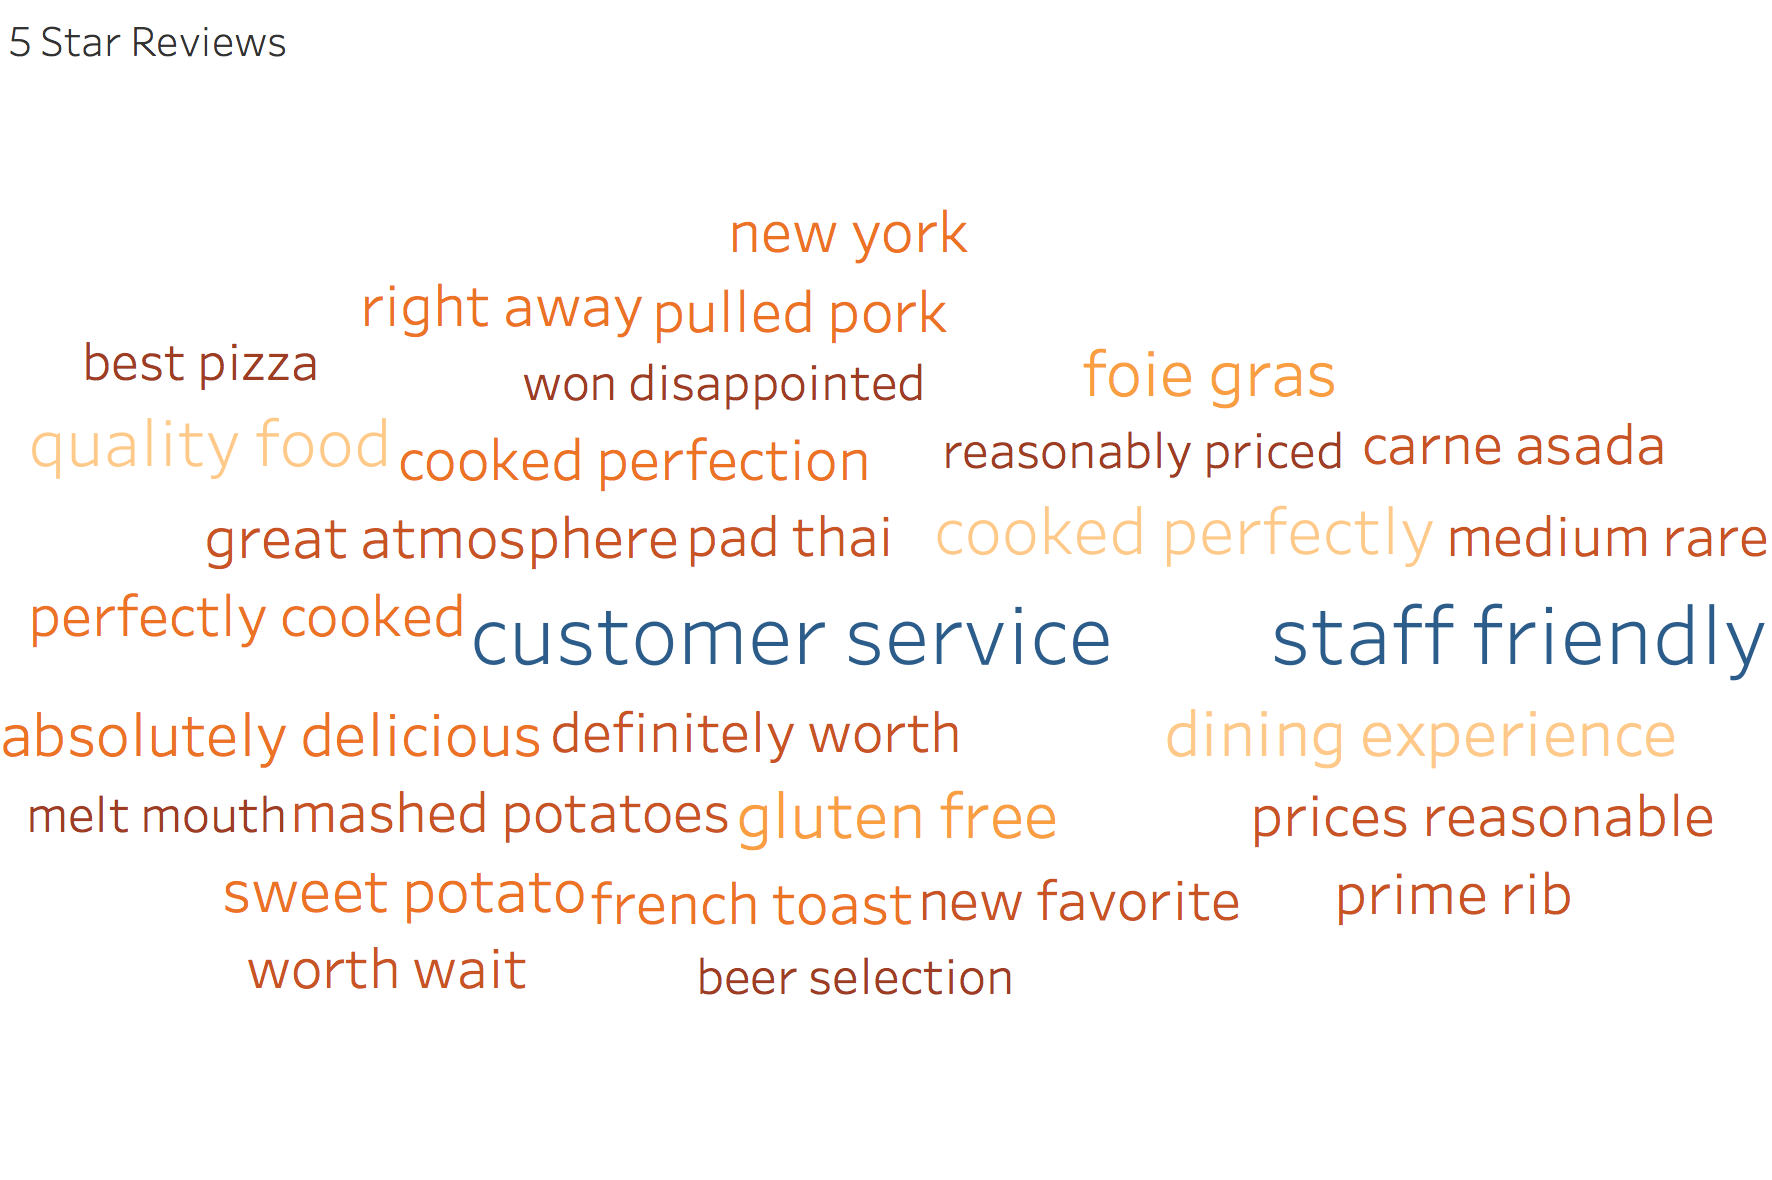 5 Star Reviews
new york
right away pulled pork
best pizza won disappointed foie gras
quality food cooked perfection reasonably priced carne asada
great atmosphere pad thai cooked perfectly medium rare
perfectly cooked customer service staff friendly
absolutely delicious definitely worth dining experience
melt mouth mashed potatoes gluten free prices reasonable
sweet potato french toast new favorite prime rib
worth wait beer selection